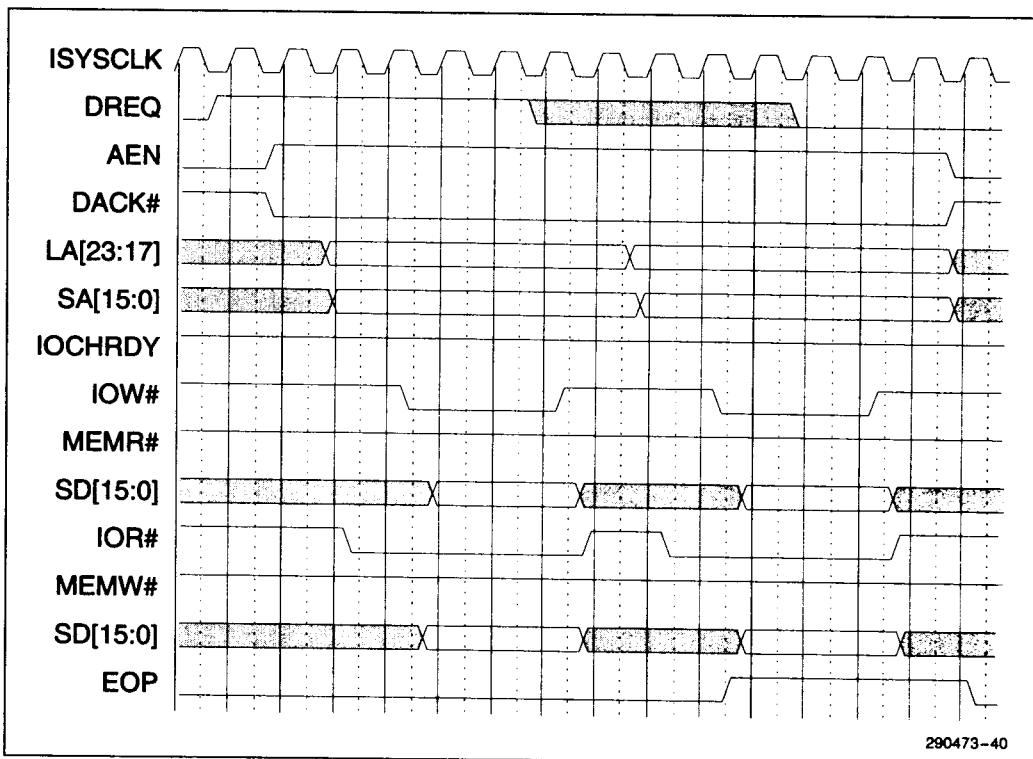 ISYSCLK
DREQ
AEN
DACK#
LA[23:17]
SA[15:0]
IOCHRDY
IOW#
MEMR#
SD[15:0]
IOR#
MEMW#
SD[15:0]
EOP
290473-40